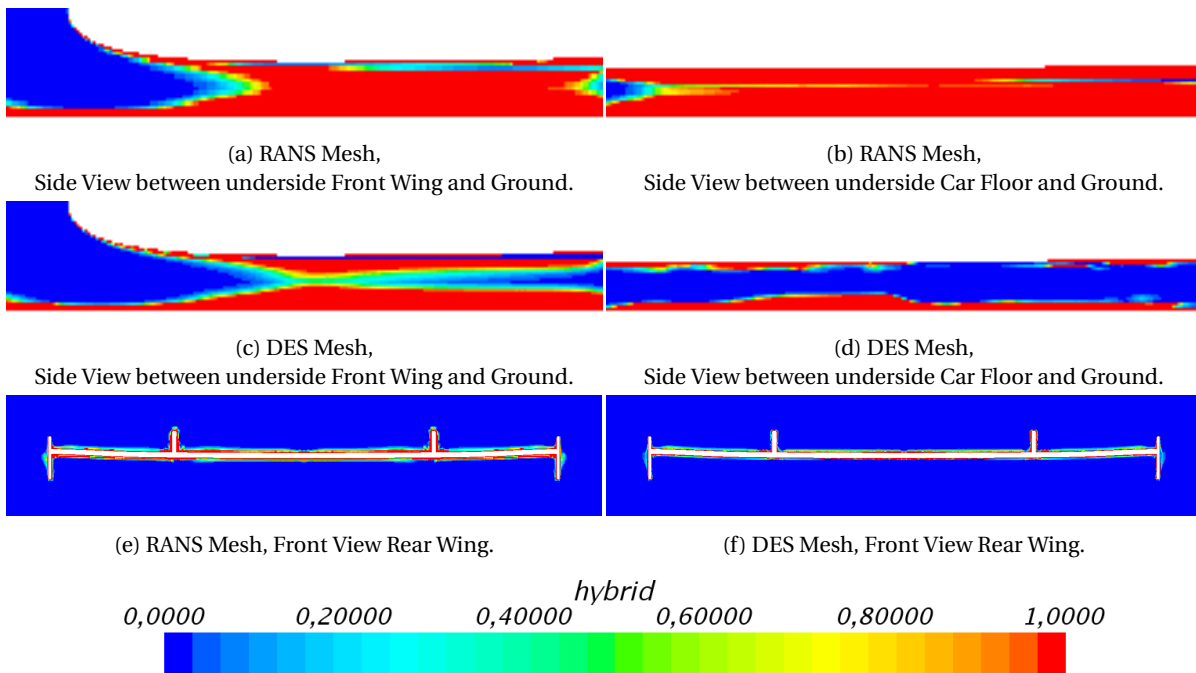 (a) RANS Mesh,
Side View between underside Front Wing and Ground.
(b) RANS Mesh,
Side View between underside Car Floor and Ground.
(c) DES Mesh,
Side View between underside Front Wing and Ground.
(d) DES Mesh,
Side View between underside Car Floor and Ground.
(e) RANS Mesh, Front View Rear Wing.
(f) DES Mesh, Front View Rear Wing.
hybrid
0,0000 0,20000 0,40000 0,60000 0,80000 1,0000